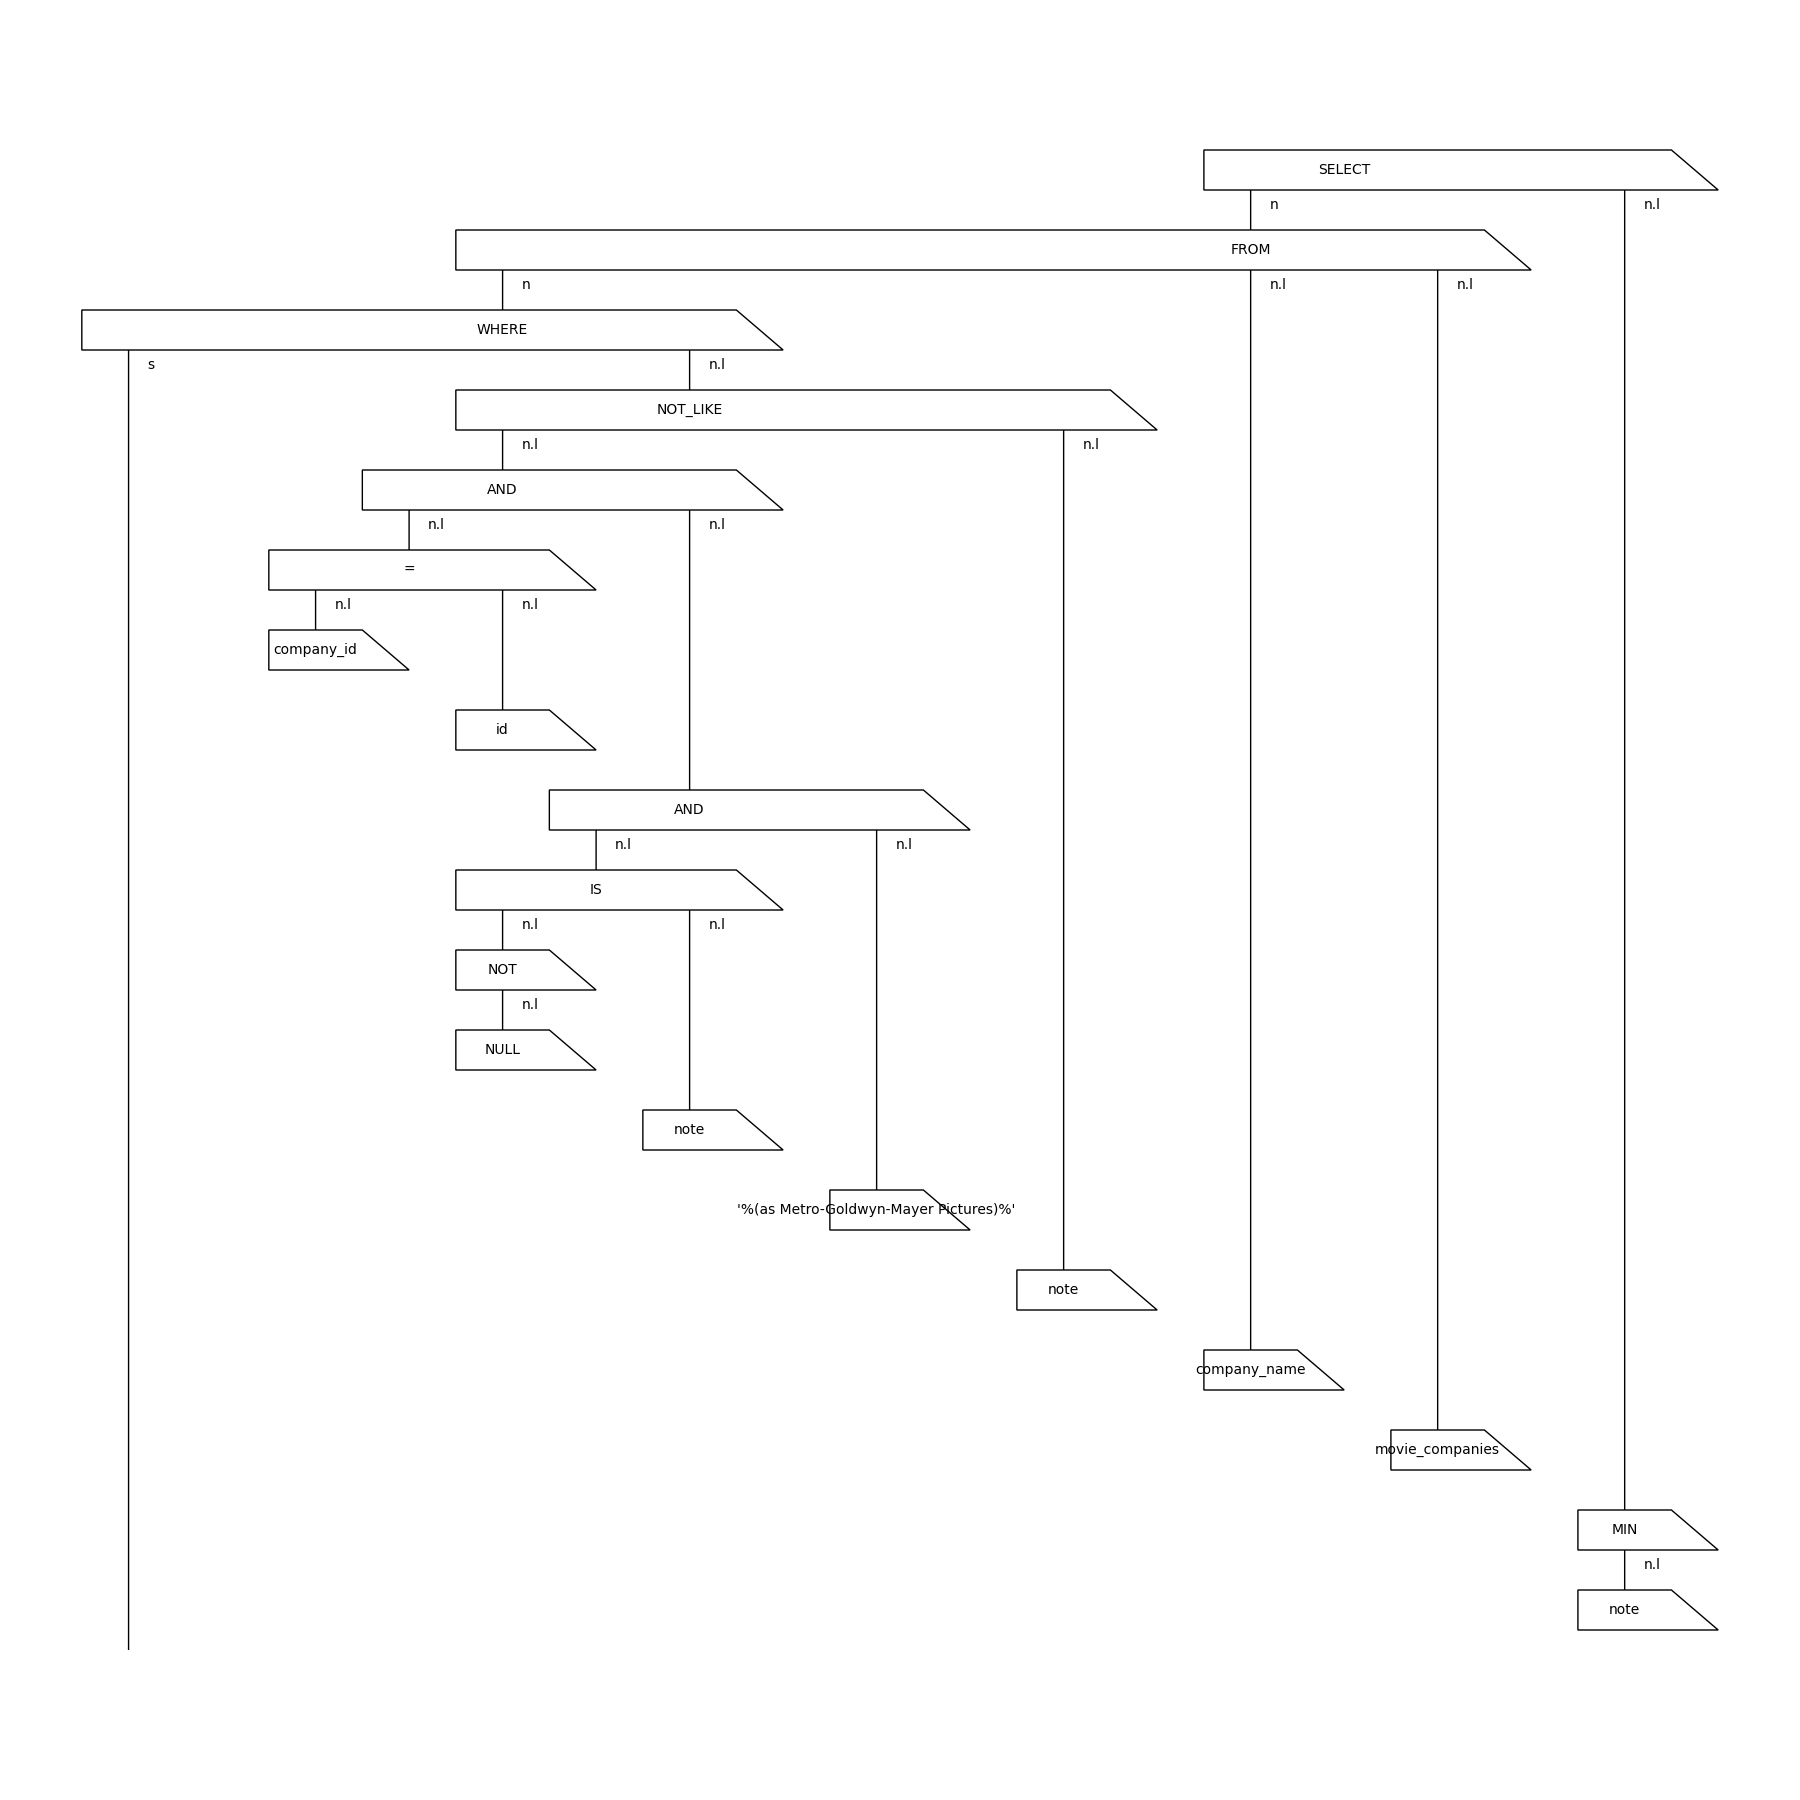 SELECT
n n.l
FROM
n n.l n.l
WHERE
s n.l
NOT_LIKE
n.l n.l
AND
n.l n.l
=
n.l n.l
company_id
id
AND
n.l n.l
IS
n.l n.l
NOT
n.l
NULL
note
'%(as Metro-Goldwyn-Mayer Pictures)%'
note
company_name
movie_companies
MIN
n.l
note